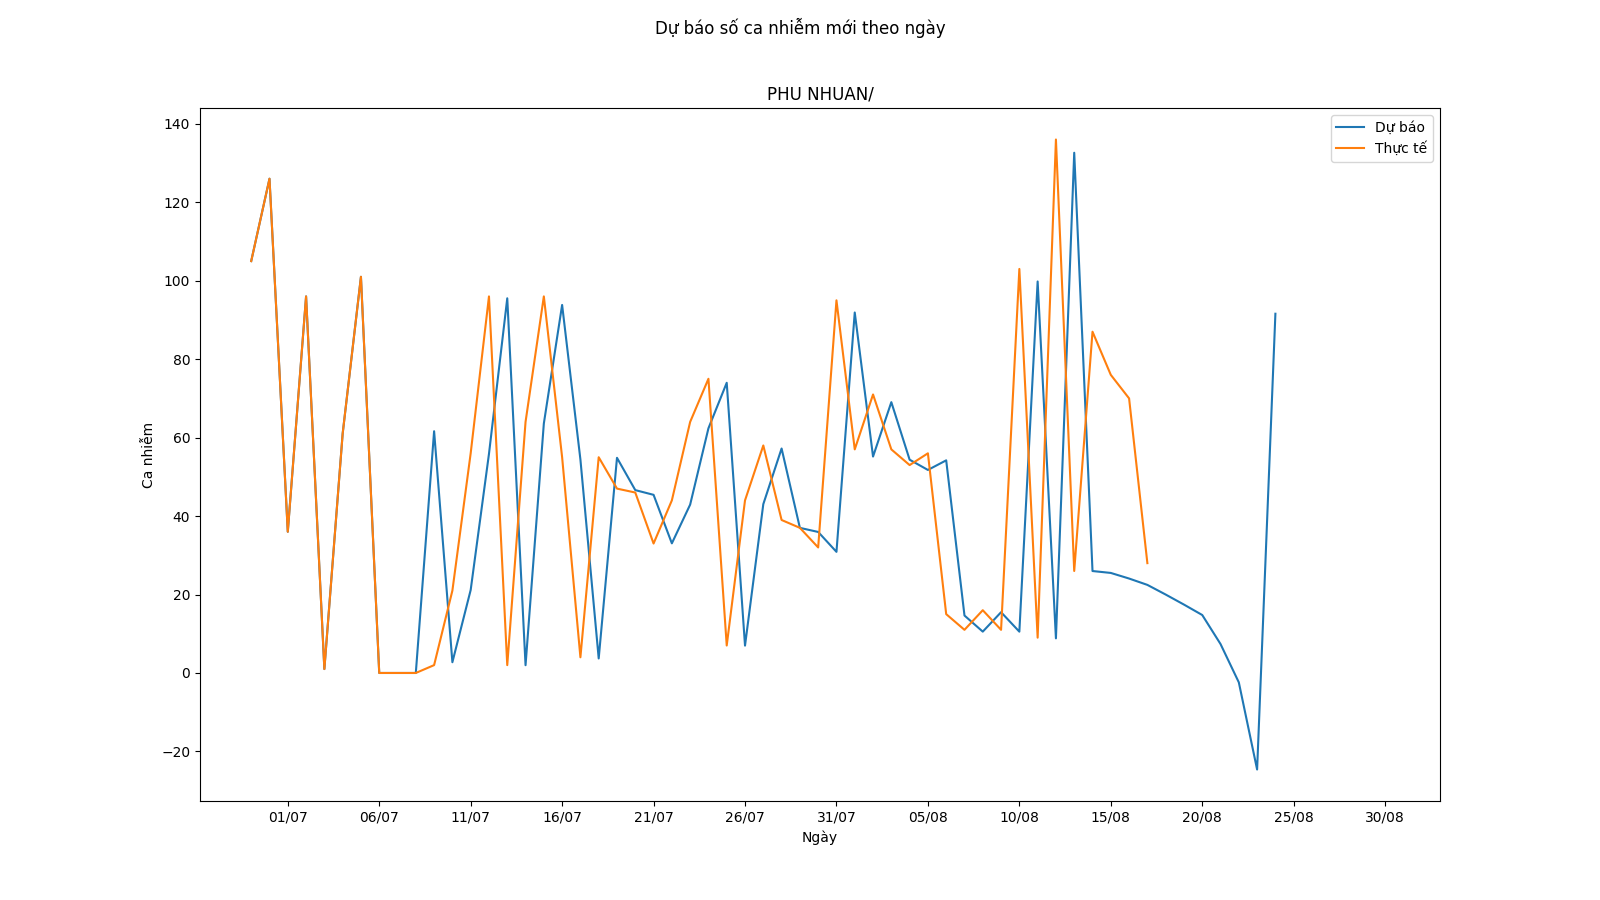 Dự báo số ca nhiễm mới theo ngày
PHU NHUAN/
Dự báo
Thực tế
Ca nhiễm
140
120
100
80
60
40
20
0
−20
01/07 06/07 11/07 16/07 21/07 26/07 31/07 05/08 10/08 15/08 20/08 25/08 30/08
Ngày